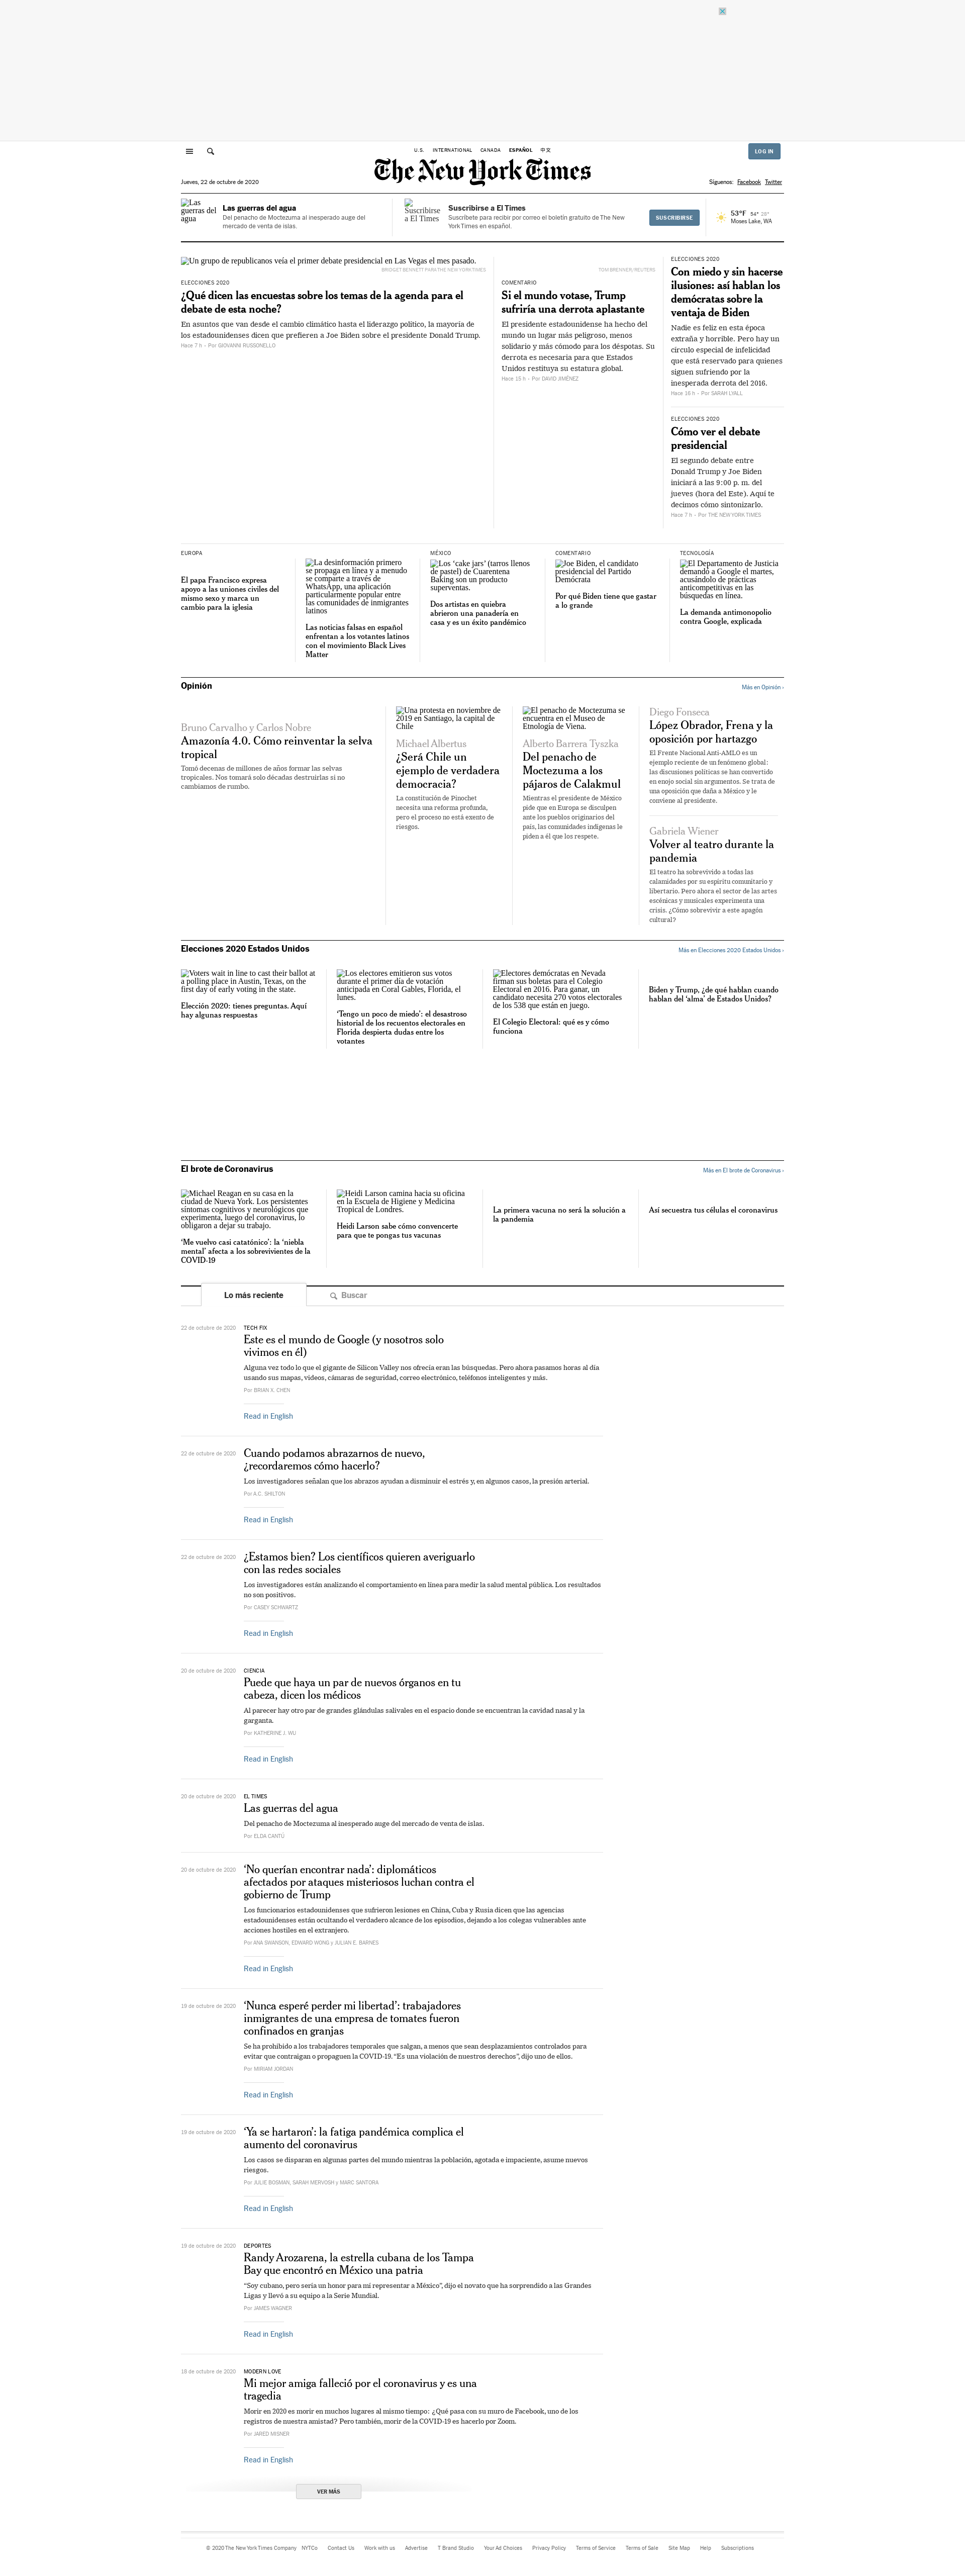 U.S. INTERNATIONAL CANADA ESPAÑOL 中文
LOG IN
The New York Times
Jueves, 22 de octubre de 2020
Síguenos: Facebook Twitter
Las guerras del agua
Las guerras del agua
Del penacho de Moctezuma al inesperado auge del
mercado de venta de islas.
Suscribirse a El Times
Suscribirse a El Times
Suscríbete para recibir por correo el boletín gratuito de The New
York Times en español.
SUSCRIBIRSE
53°F 54° 28°
Moses Lake, WA
Un grupo de republicanos veía el primer debate presidencial en Las Vegas el mes pasado.
BRIDGET BENNETT PARA THE NEW YORK TIMES
ELECCIONES 2020
¿Qué dicen las encuestas sobre los temas de la agenda para el
debate de esta noche?
En asuntos que van desde el cambio climático hasta el liderazgo político, la mayoría de
los estadounidenses dicen que prefieren a Joe Biden sobre el presidente Donald Trump.
Hace 7 h – Por GIOVANNI RUSSONELLO
TOM BRENNER/REUTERS
COMENTARIO
Si el mundo votase, Trump
sufriría una derrota aplastante
El presidente estadounidense ha hecho del
mundo un lugar más peligroso, menos
solidario y más cómodo para los déspotas. Su
derrota es necesaria para que Estados
Unidos restituya su estatura global.
Hace 15 h – Por DAVID JIMÉNEZ
ELECCIONES 2020
Con miedo y sin hacerse
ilusiones: así hablan los
demócratas sobre la
ventaja de Biden
Nadie es feliz en esta época
extraña y horrible. Pero hay un
círculo especial de infelicidad
que está reservado para quienes
siguen sufriendo por la
inesperada derrota del 2016.
Hace 16 h – Por SARAH LYALL
ELECCIONES 2020
Cómo ver el debate
presidencial
El segundo debate entre
Donald Trump y Joe Biden
iniciará a las 9:00 p. m. del
jueves (hora del Este). Aquí te
decimos cómo sintonizarlo.
Hace 7 h – Por THE NEW YORK TIMES
EUROPA
El papa Francisco expresa
apoyo a las uniones civiles del
mismo sexo y marca un
cambio para la iglesia
La desinformación primero
se propaga en línea y a menudo
se comparte a través de
WhatsApp, una aplicación
particularmente popular entre
las comunidades de inmigrantes
latinos
Las noticias falsas en español
enfrentan a los votantes latinos
con el movimiento Black Lives
Matter
MÉXICO
Los ‘cake jars’ (tarros llenos
de pastel) de Cuarentena
Baking son un producto
superventas.
Dos artistas en quiebra
abrieron una panadería en
casa y es un éxito pandémico
COMENTARIO
Joe Biden, el candidato
presidencial del Partido
Demócrata
Por qué Biden tiene que gastar
a lo grande
TECNOLOGÍA
El Departamento de Justicia
demandó a Google el martes,
acusándolo de prácticas
anticompetitivas en las
búsquedas en línea.
La demanda antimonopolio
contra Google, explicada
Opinión
Más en Opinión ›
Bruno Carvalho y Carlos Nobre
Amazonía 4.0. Cómo reinventar la selva
tropical
Tomó decenas de millones de años formar las selvas
tropicales. Nos tomará solo décadas destruirlas si no
cambiamos de rumbo.
Una protesta en noviembre de
2019 en Santiago, la capital de
Chile
Michael Albertus
¿Será Chile un
ejemplo de verdadera
democracia?
La constitución de Pinochet
necesita una reforma profunda,
pero el proceso no está exento de
riesgos.
El penacho de Moctezuma se
encuentra en el Museo de
Etnología de Viena.
Alberto Barrera Tyszka
Del penacho de
Moctezuma a los
pájaros de Calakmul
Mientras el presidente de México
pide que en Europa se disculpen
ante los pueblos originarios del
país, las comunidades indígenas le
piden a él que los respete.
Diego Fonseca
López Obrador, Frena y la
oposición por hartazgo
El Frente Nacional Anti-AMLO es un
ejemplo reciente de un fenómeno global:
las discusiones políticas se han convertido
en enojo social sin argumentos. Se trata de
una oposición que daña a México y le
conviene al presidente.
Gabriela Wiener
Volver al teatro durante la
pandemia
El teatro ha sobrevivido a todas las
calamidades por su espíritu comunitario y
libertario. Pero ahora el sector de las artes
escénicas y musicales experimenta una
crisis. ¿Cómo sobrevivir a este apagón
cultural?
Elecciones 2020 Estados Unidos
Más en Elecciones 2020 Estados Unidos ›
Voters wait in line to cast their ballot at
a polling place in Austin, Texas, on the
first day of early voting in the state.
Elección 2020: tienes preguntas. Aquí
hay algunas respuestas
Los electores emitieron sus votos
durante el primer día de votación
anticipada en Coral Gables, Florida, el
lunes.
‘Tengo un poco de miedo’: el desastroso
historial de los recuentos electorales en
Florida despierta dudas entre los
votantes
Electores demócratas en Nevada
firman sus boletas para el Colegio
Electoral en 2016. Para ganar, un
candidato necesita 270 votos electorales
de los 538 que están en juego.
El Colegio Electoral: qué es y cómo
funciona
Biden y Trump, ¿de qué hablan cuando
hablan del ‘alma’ de Estados Unidos?
El brote de Coronavirus
Más en El brote de Coronavirus ›
Michael Reagan en su casa en la
ciudad de Nueva York. Los persistentes
síntomas cognitivos y neurológicos que
experimenta, luego del coronavirus, lo
obligaron a dejar su trabajo.
‘Me vuelvo casi catatónico’: la ‘niebla
mental’ afecta a los sobrevivientes de la
COVID-19
Heidi Larson camina hacia su oficina
en la Escuela de Higiene y Medicina
Tropical de Londres.
Heidi Larson sabe cómo convencerte
para que te pongas tus vacunas
La primera vacuna no será la solución a
la pandemia
Así secuestra tus células el coronavirus
Lo más reciente
Buscar
22 de octubre de 2020
TECH FIX
Este es el mundo de Google (y nosotros solo
vivimos en él)
Alguna vez todo lo que el gigante de Silicon Valley nos ofrecía eran las búsquedas. Pero ahora pasamos horas al día
usando sus mapas, videos, cámaras de seguridad, correo electrónico, teléfonos inteligentes y más.
Por BRIAN X. CHEN
Read in English
22 de octubre de 2020
Cuando podamos abrazarnos de nuevo,
¿recordaremos cómo hacerlo?
Los investigadores señalan que los abrazos ayudan a disminuir el estrés y, en algunos casos, la presión arterial.
Por A.C. SHILTON
Read in English
22 de octubre de 2020
¿Estamos bien? Los científicos quieren averiguarlo
con las redes sociales
Los investigadores están analizando el comportamiento en línea para medir la salud mental pública. Los resultados
no son positivos.
Por CASEY SCHWARTZ
Read in English
20 de octubre de 2020
CIENCIA
Puede que haya un par de nuevos órganos en tu
cabeza, dicen los médicos
Al parecer hay otro par de grandes glándulas salivales en el espacio donde se encuentran la cavidad nasal y la
garganta.
Por KATHERINE J. WU
Read in English
20 de octubre de 2020
EL TIMES
Las guerras del agua
Del penacho de Moctezuma al inesperado auge del mercado de venta de islas.
Por ELDA CANTÚ
20 de octubre de 2020
‘No querían encontrar nada’: diplomáticos
afectados por ataques misteriosos luchan contra el
gobierno de Trump
Los funcionarios estadounidenses que sufrieron lesiones en China, Cuba y Rusia dicen que las agencias
estadounidenses están ocultando el verdadero alcance de los episodios, dejando a los colegas vulnerables ante
acciones hostiles en el extranjero.
Por ANA SWANSON, EDWARD WONG y JULIAN E. BARNES
Read in English
19 de octubre de 2020
‘Nunca esperé perder mi libertad’: trabajadores
inmigrantes de una empresa de tomates fueron
confinados en granjas
Se ha prohibido a los trabajadores temporales que salgan, a menos que sean desplazamientos controlados para
evitar que contraigan o propaguen la COVID-19. “Es una violación de nuestros derechos”, dijo uno de ellos.
Por MIRIAM JORDAN
Read in English
19 de octubre de 2020
‘Ya se hartaron’: la fatiga pandémica complica el
aumento del coronavirus
Los casos se disparan en algunas partes del mundo mientras la población, agotada e impaciente, asume nuevos
riesgos.
Por JULIE BOSMAN, SARAH MERVOSH y MARC SANTORA
Read in English
19 de octubre de 2020
DEPORTES
Randy Arozarena, la estrella cubana de los Tampa
Bay que encontró en México una patria
“Soy cubano, pero sería un honor para mí representar a México”, dijo el novato que ha sorprendido a las Grandes
Ligas y llevó a su equipo a la Serie Mundial.
Por JAMES WAGNER
Read in English
18 de octubre de 2020
MODERN LOVE
Mi mejor amiga falleció por el coronavirus y es una
tragedia
Morir en 2020 es morir en muchos lugares al mismo tiempo: ¿Qué pasa con su muro de Facebook, uno de los
registros de nuestra amistad? Pero también, morir de la COVID-19 es hacerlo por Zoom.
Por JARED MISNER
Read in English
VER MÁS
© 2020 The New York Times Company NYTCo Contact Us Work with us Advertise T Brand Studio Your Ad Choices Privacy Policy Terms of Service Terms of Sale Site Map Help Subscriptions